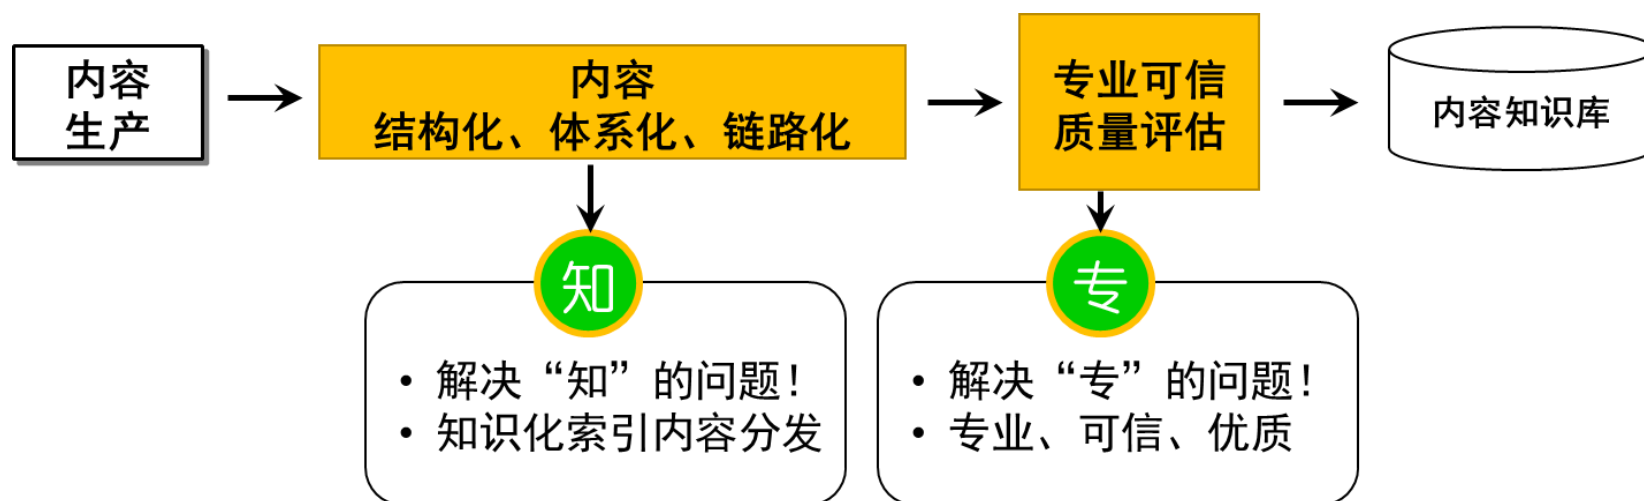 内容
生产
内容
结构化、体系化、链路化
专业可信
质量评估
内容知识库
知
• 解决“知”的问题！
• 知识化索引内容分发
专
• 解决“专”的问题！
• 专业、可信、优质